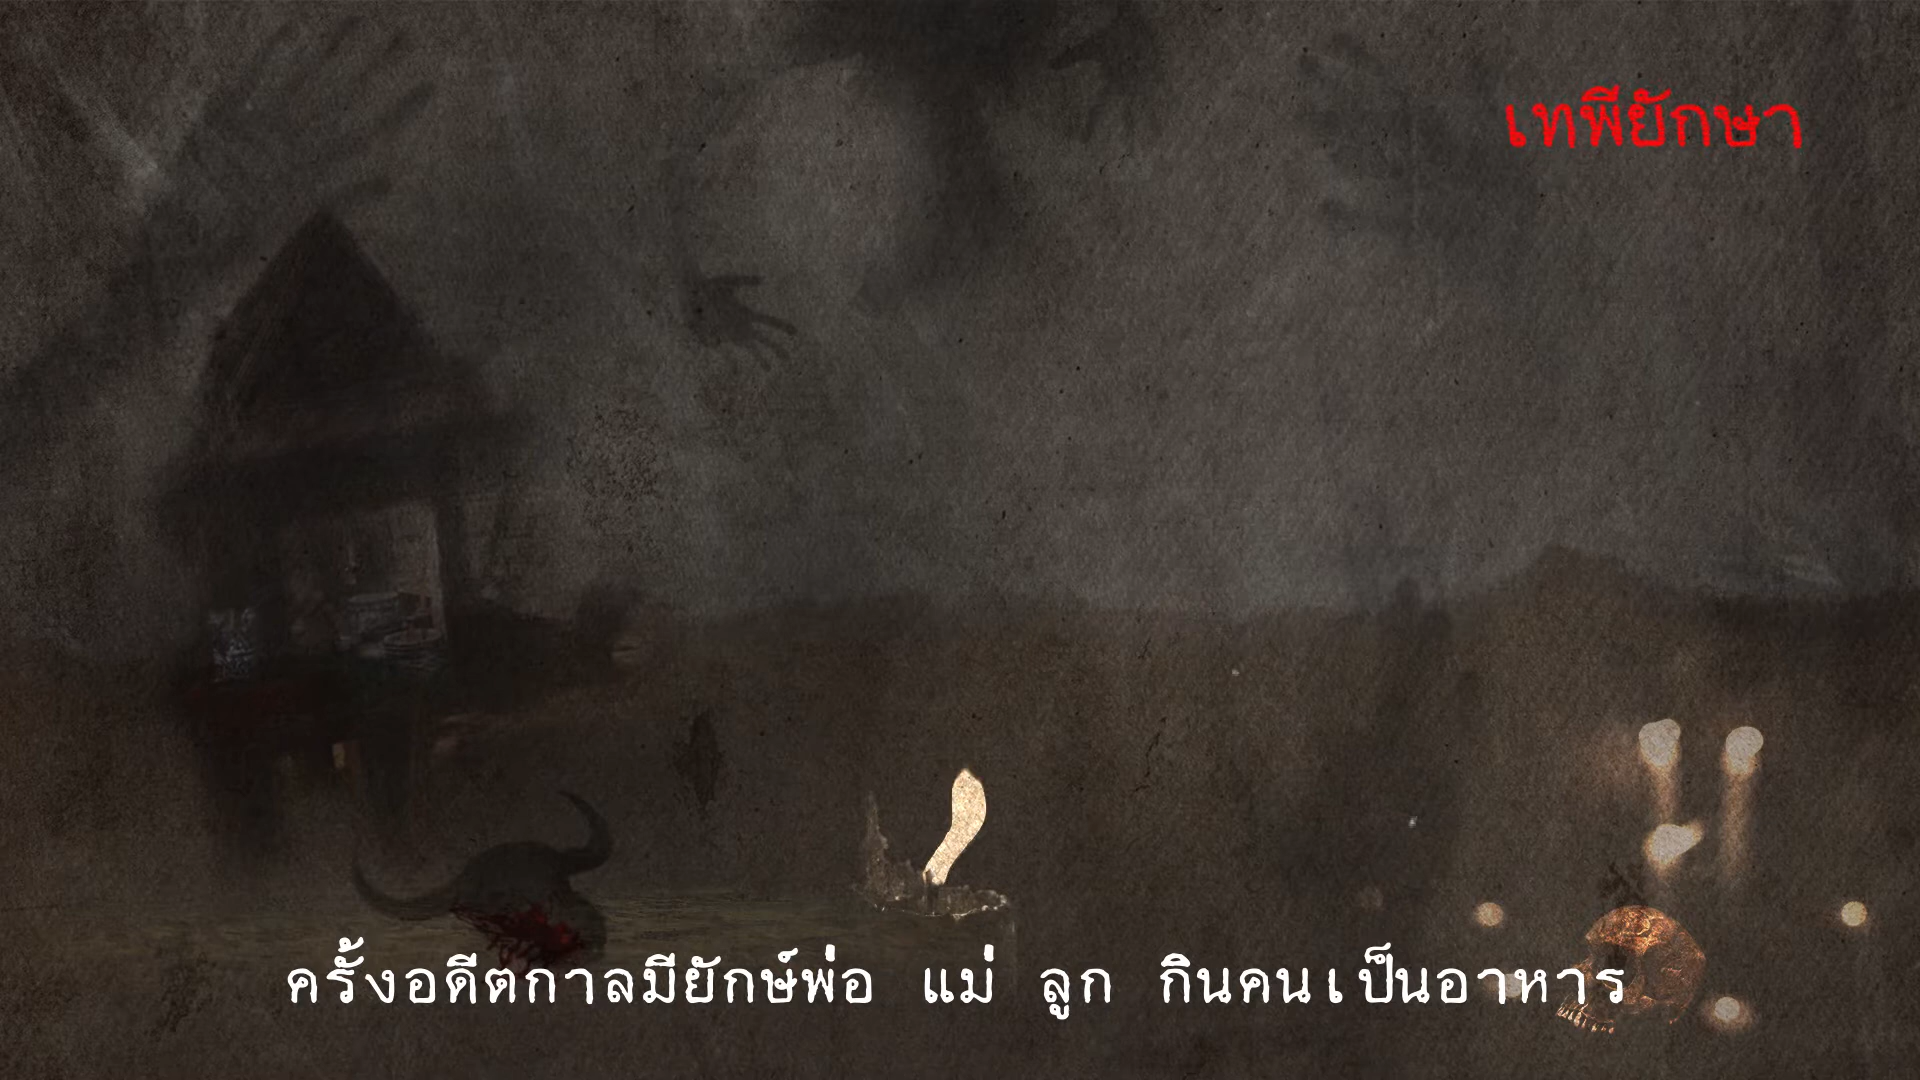 เทพียักษา
ครั้งอดีตกาลมียักษ์พ่อ แม่ ลูก กินคนเป็นอาหาร